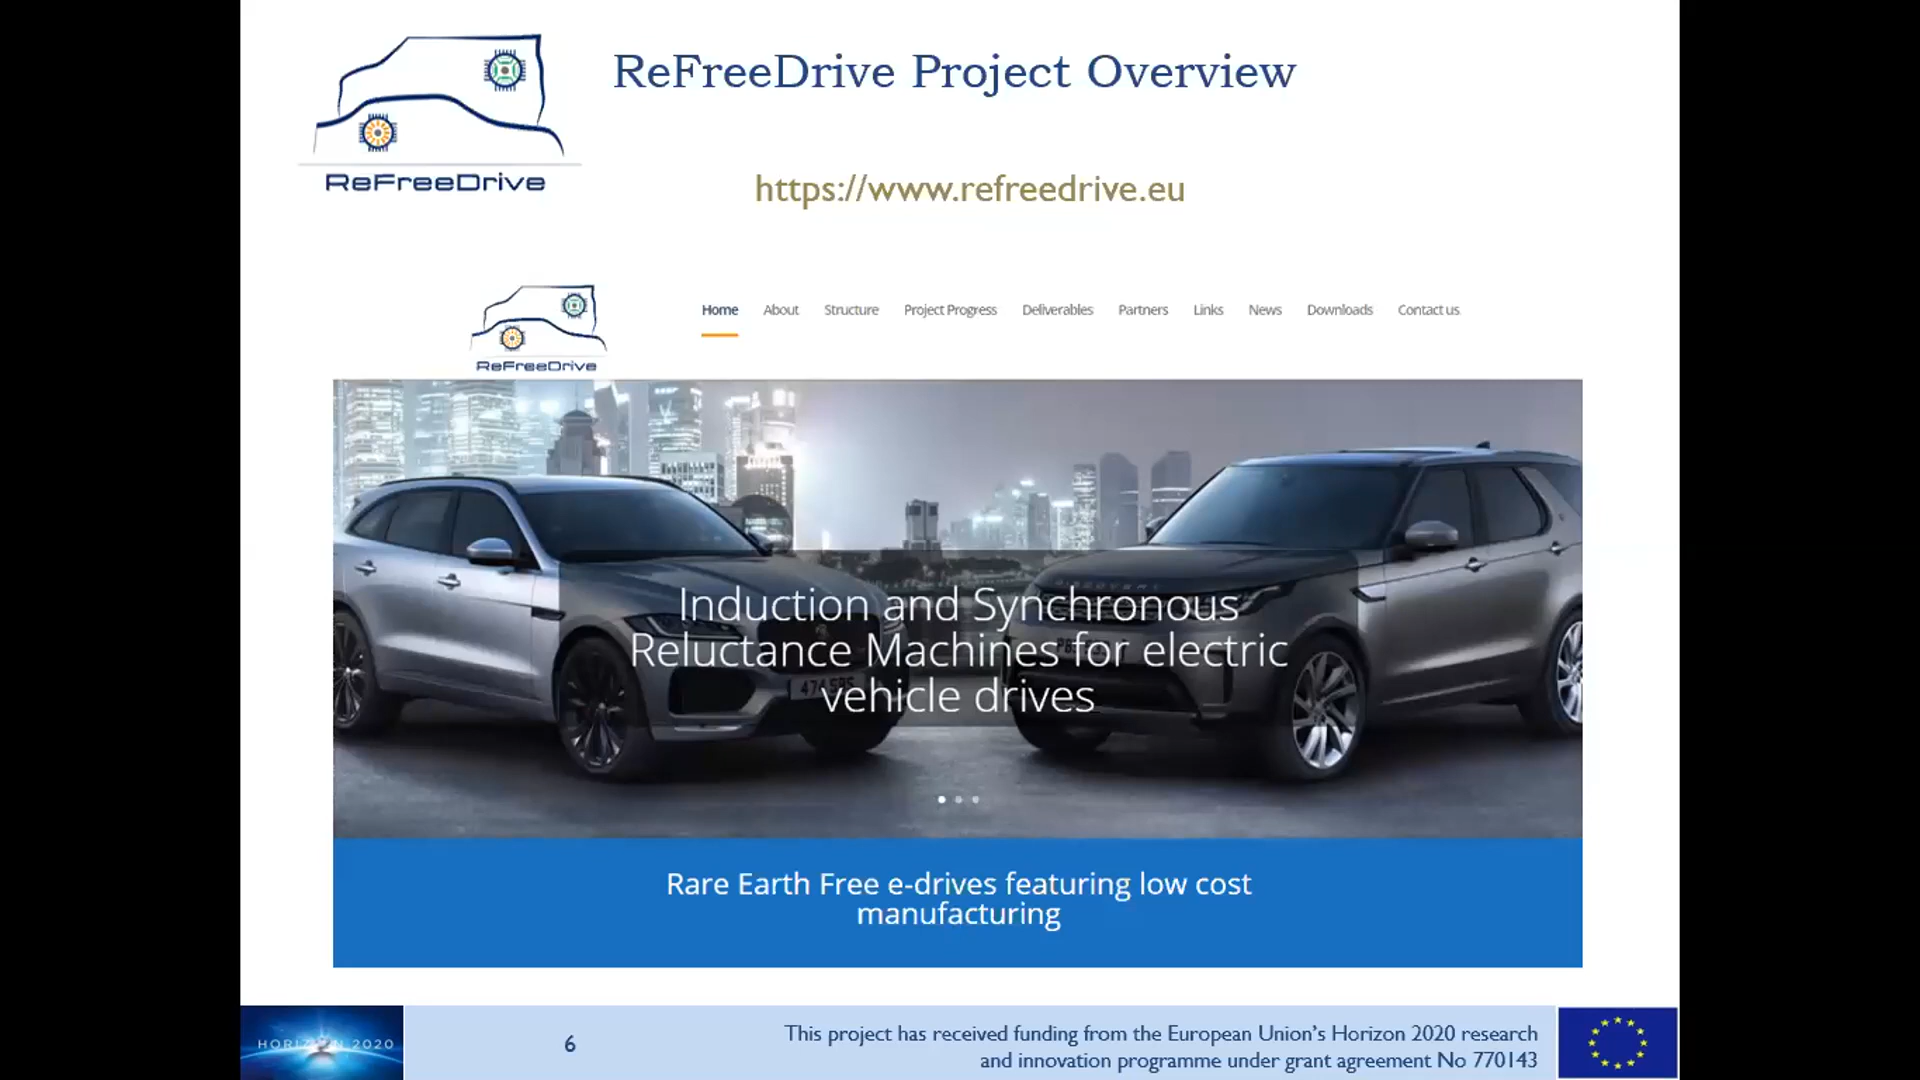 ReFreeDrive Project Overview
ReFreeDrive
https://www.refreedrive.eu
Home About Structure Project Progress Deliverables Partners Links News Downloads Contact us
ReFreeDrive
DISCOVERY
Induction and Synchronous
Reluctance Machines for electric
vehicle drives
Rare Earth Free e-drives featuring low cost
manufacturing
HORIZON 2020
6
This project has received funding from the European Union's Horizon 2020 research
and innovation programme under grant agreement No 770143